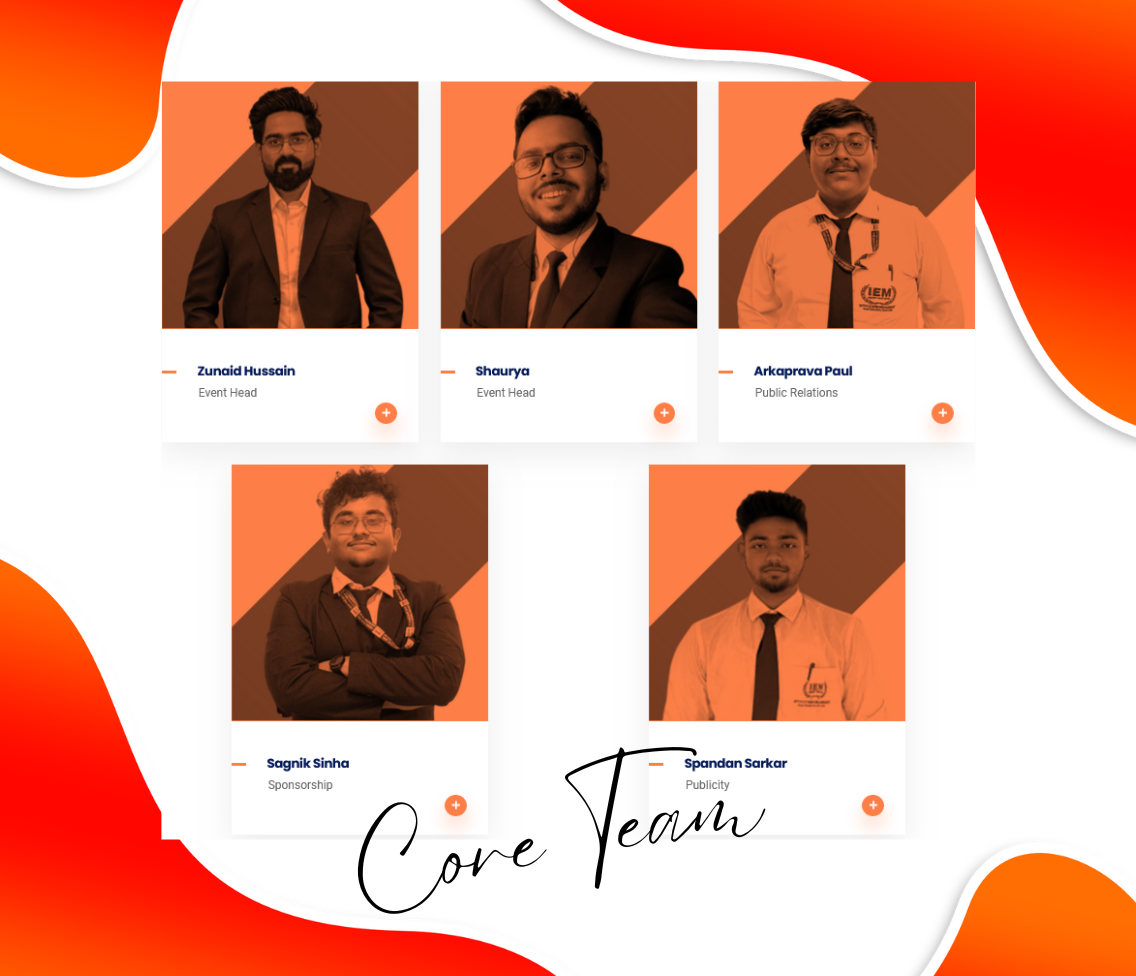 IEM
Zunaid Hussain
Event Head
Shaurya
Event Head
Arkaprava Paul
Public Relations
IEM
Sagnik Sinha
Sponsorship
Spandan Sarkar
Publicity
Core Team